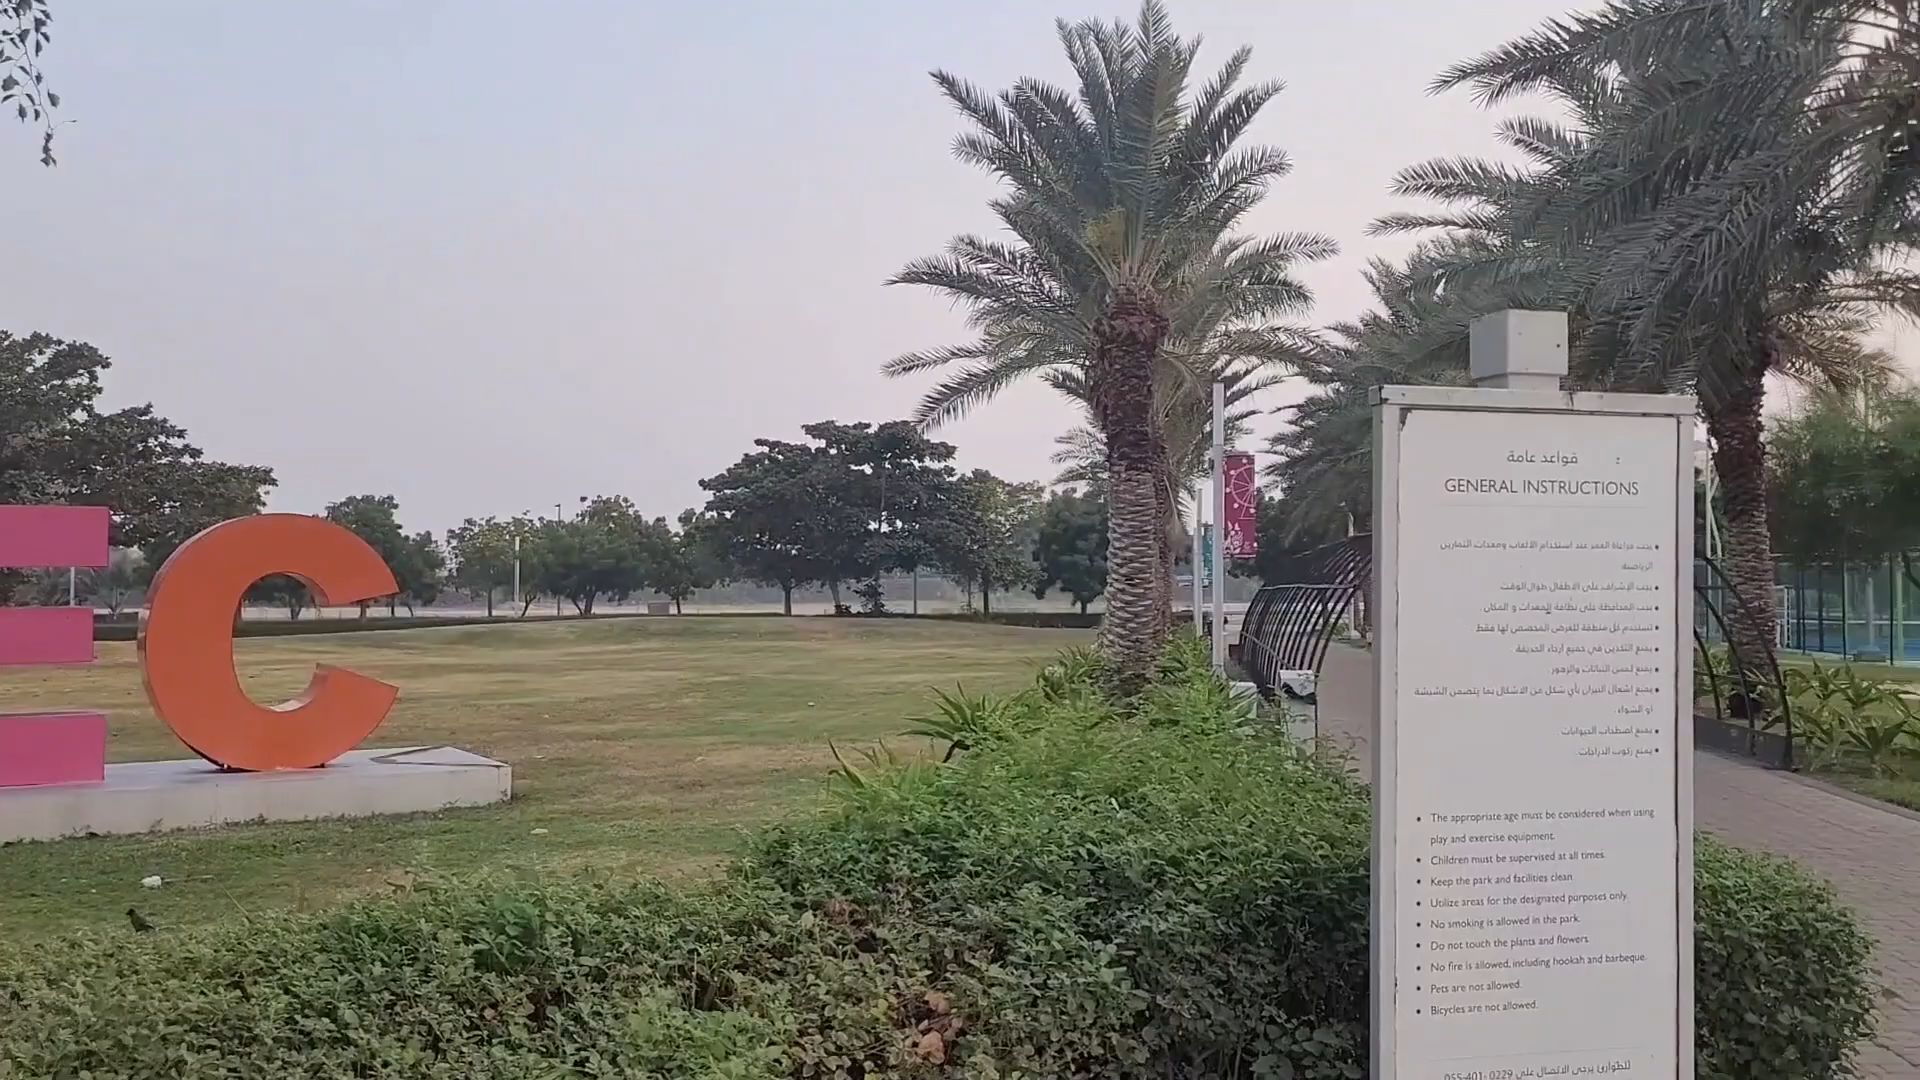 EC
قواعد عامة :
GENERAL INSTRUCTIONS
• يجب مراعاة العمر عند استخدام الألعاب ومعدات التمارين
الرياضية.
• يجب الإشراف على الأطفال طوال الوقت
• يجب المحافظة على نظافة المعدات و المكان
• تستخدم كل منطقة للغرض المخصص لها فقط
• يمنع التدخين في جميع أرجاء الحديقة
• يمنع لمس النباتات والزهور.
• يمنع اشعال النيران بأي شكل من الاشكال بما يتضمن الشيشة
او الشواء.
• يمنع اصطحاب الحيوانات
• يمنع ركوب الدراجات.
• The appropriate age must be considered when using
play and exercise equipment.
• Children must be supervised at all times.
• Keep the park and facilities clean.
• Utilize areas for the designated purposes only.
• No smoking is allowed in the park.
• Do not touch the plants and flowers.
• No fire is allowed, including hookah and barbeque.
• Pets are not allowed.
• Bicycles are not allowed.
للطوارئ يرجى الاتصال على 0229-401-055